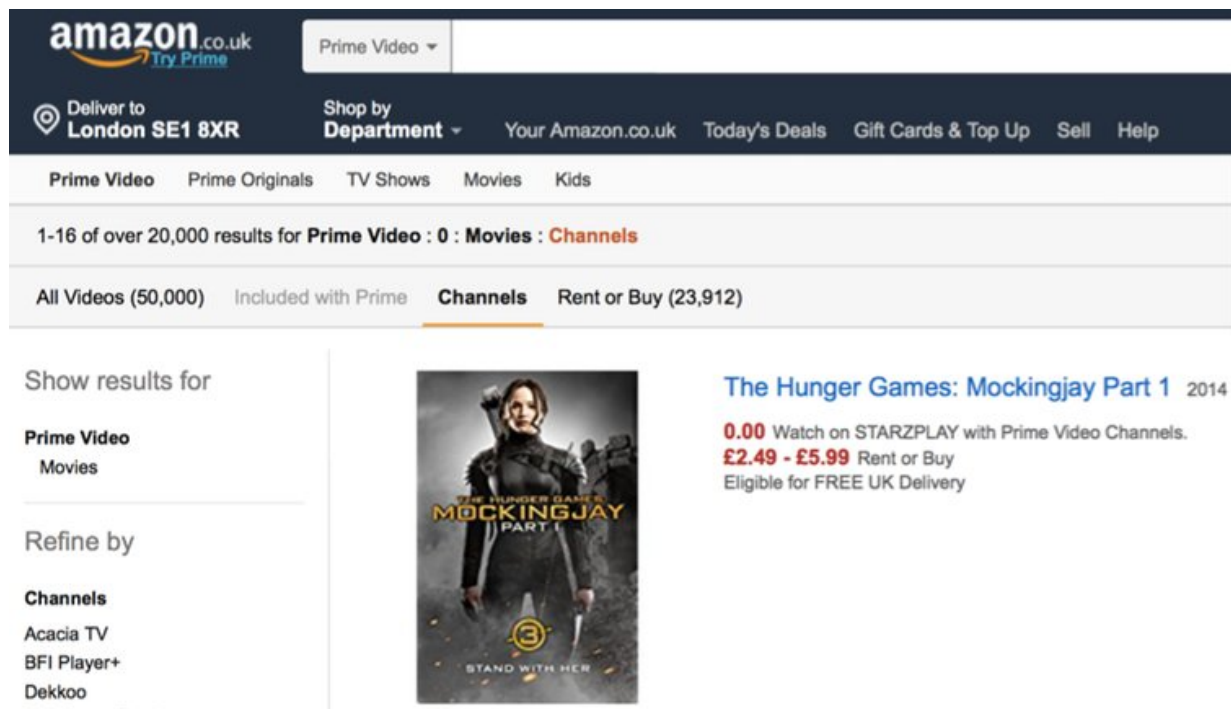 amazon.co.uk
Try Prime
Prime Video
Deliver to
London SE1 8XR
Shop by
Department
Your Amazon.co.uk Today's Deals Gift Cards & Top Up Sell Help
Prime Video Prime Originals TV Shows Movies Kids
1-16 of over 20,000 results for Prime Video : 0 : Movies : Channels
All Videos (50,000) Included with Prime Channels Rent or Buy (23,912)
Show results for
Prime Video
Movies
Refine by
Channels
Acacia TV
BFI Player+
Dekkoo
THE HUNGER GAMES:
MOCKINGJAY
PART 1
3
STAND WITH HER
The Hunger Games: Mockingjay Part 1 2014
0.00 Watch on STARZPLAY with Prime Video Channels.
£2.49 - £5.99 Rent or Buy
Eligible for FREE UK Delivery